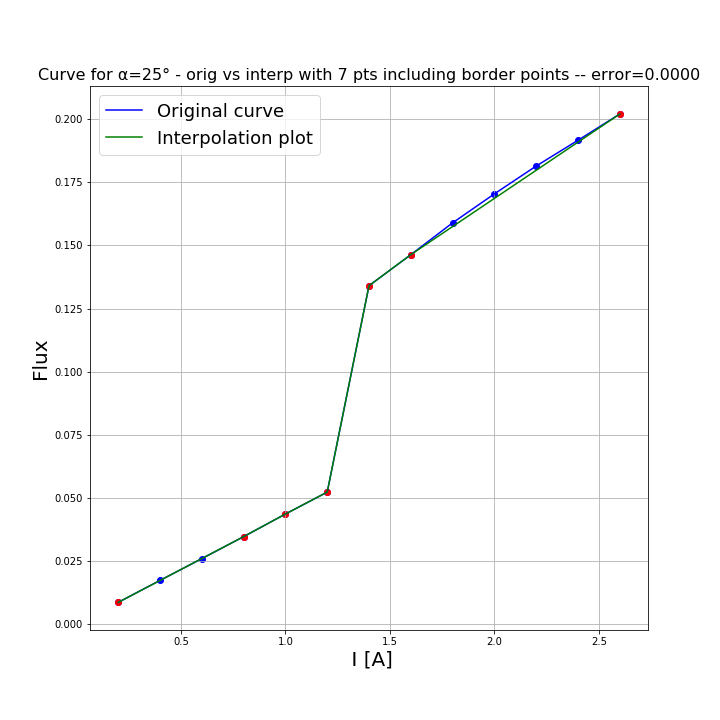 Curve for α=25° - orig vs interp with 7 pts including border points -- error=0.0000
Original curve
Interpolation plot
0.200
0.175
0.150
0.125
0.100
0.075
0.050
0.025
0.000
Flux
0.5 1.0 1.5 2.0 2.5
I [A]